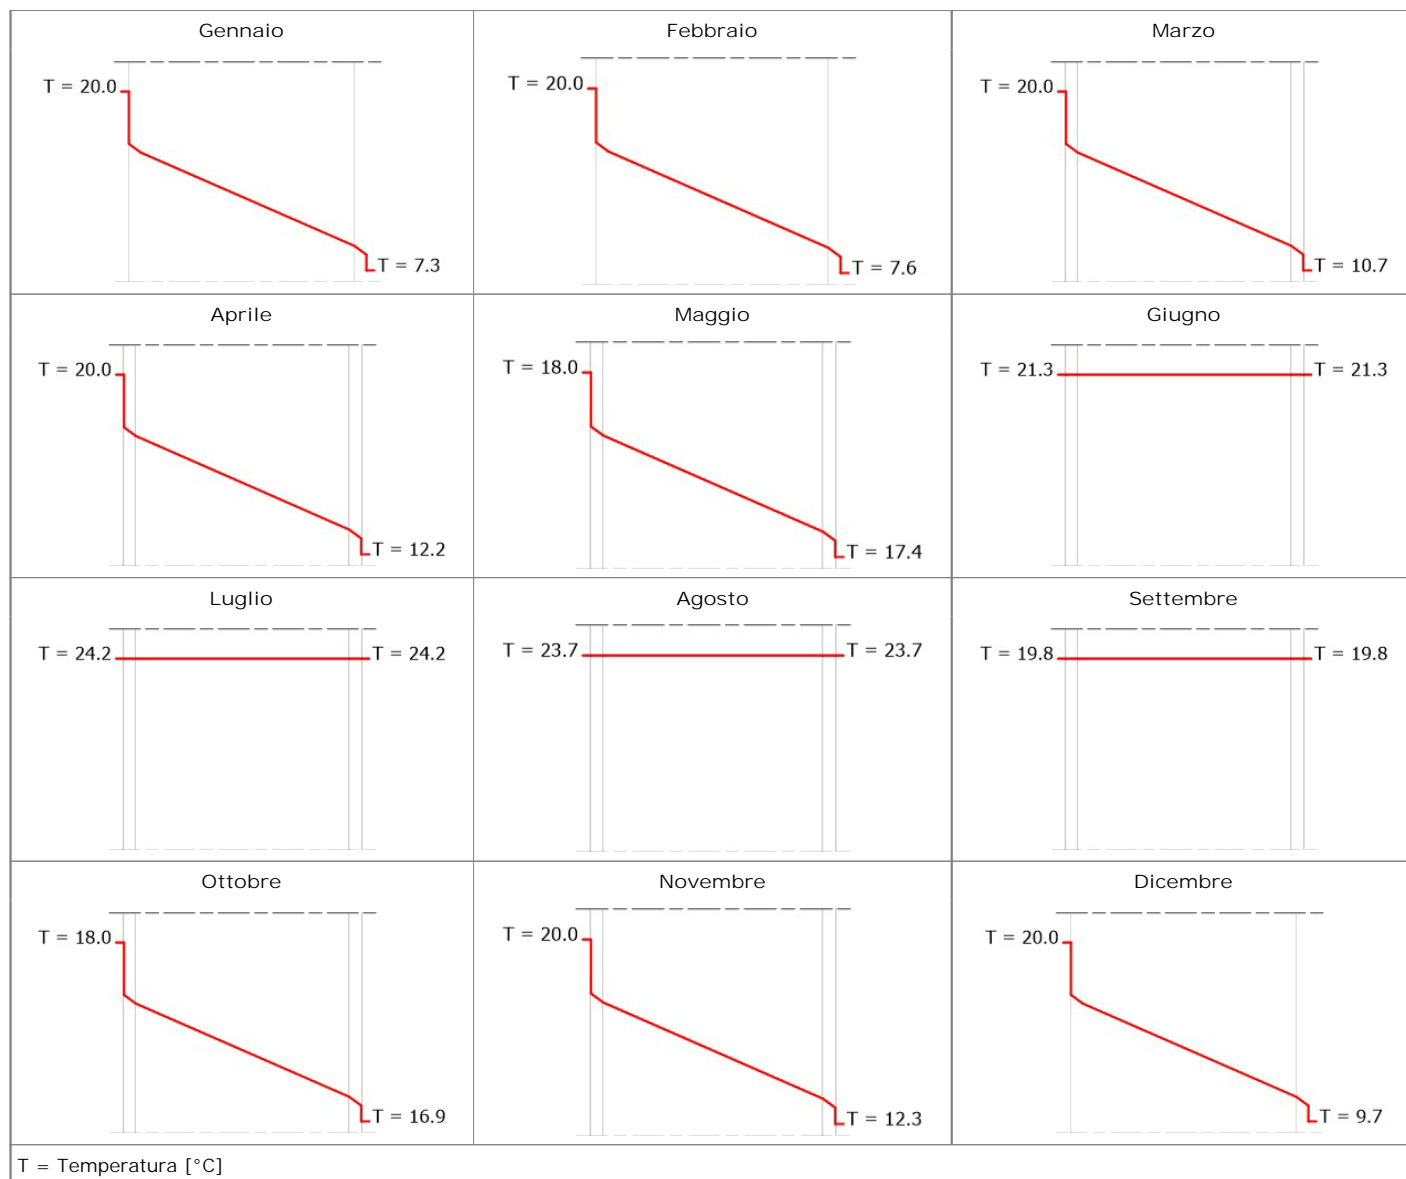 Gennaio
T = 20.0
T = 7.3
Febbraio
T = 20.0
T = 7.6
Marzo
T = 20.0
T = 10.7
Aprile
T = 20.0
T = 12.2
Maggio
T = 18.0
T = 17.4
Giugno
T = 21.3
T = 21.3
Luglio
T = 24.2
T = 24.2
Agosto
T = 23.7
T = 23.7
Settembre
T = 19.8
T = 19.8
Ottobre
T = 18.0
T = 16.9
Novembre
T = 20.0
T = 12.3
Dicembre
T = 20.0
T = 9.7
T = Temperatura [°C]